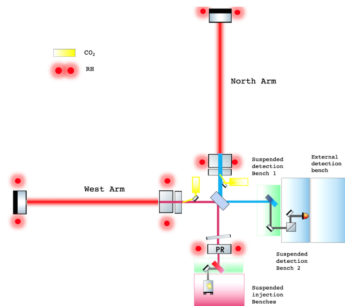 CO₂
RH
North Arm
Suspended
detection
Bench 1
External
detection
bench
West Arm
Suspended
detection
Bench 2
PR
Suspended
injection
Benches